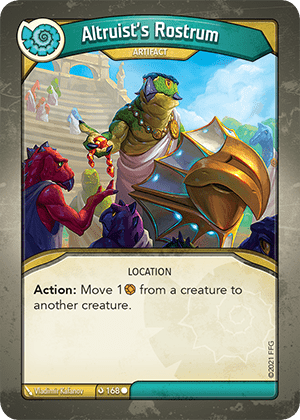 Altruist's Rostrum
ARTIFACT
LOCATION
Action: Move 1 from a creature to
another creature.
©2021 FFG
Vladimir Kafanov
168